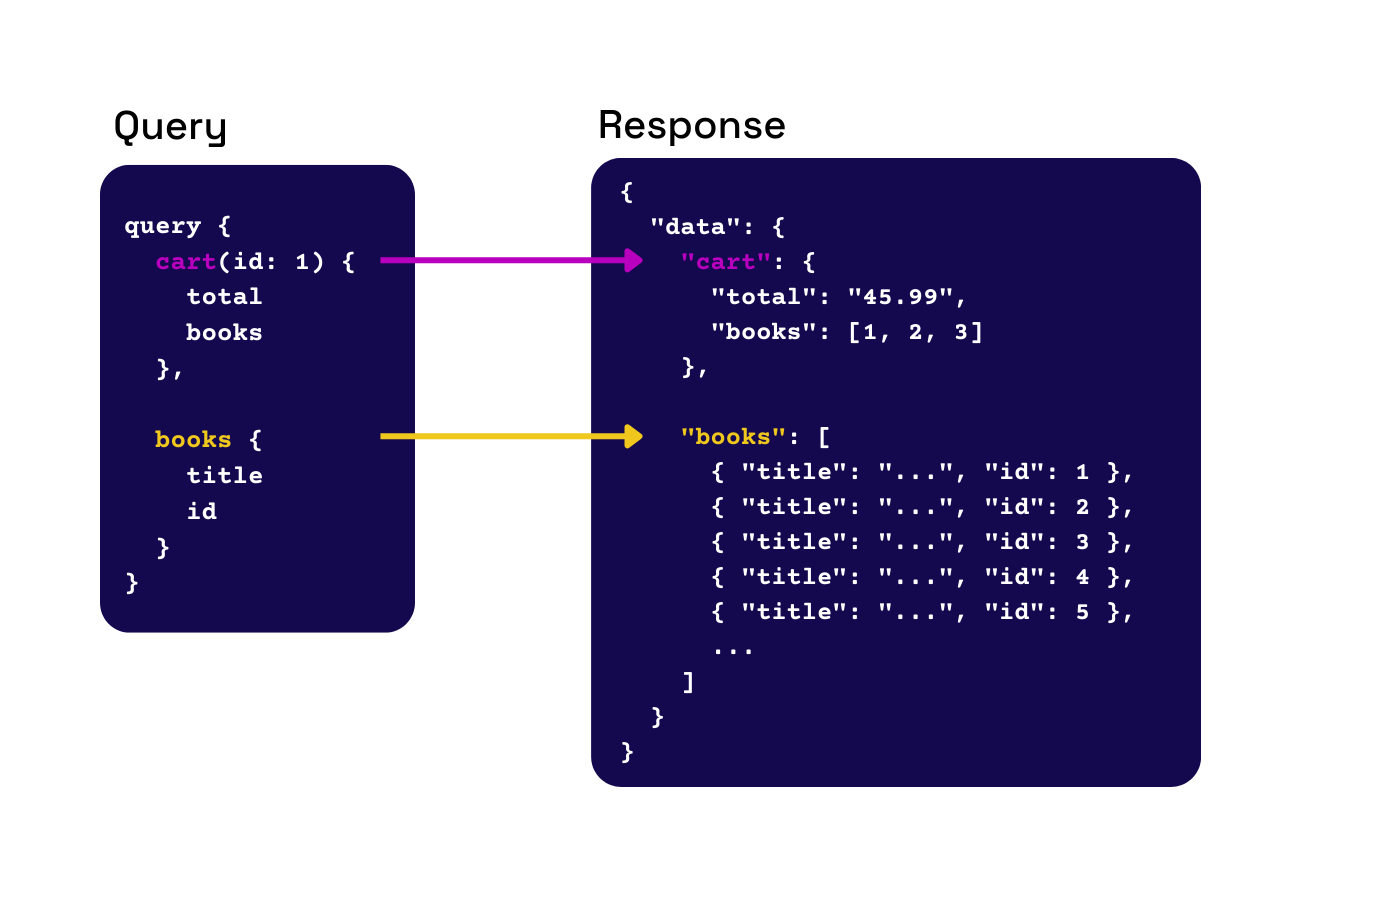 Query
query {
  cart(id: 1) {
    total
    books
  },
  books {
    title
    id
  }
}
Response
{
  "data": {
    "cart": {
      "total": "45.99",
      "books": [1, 2, 3]
    },
    "books": [
      { "title": "...", "id": 1 },
      { "title": "...", "id": 2 },
      { "title": "...", "id": 3 },
      { "title": "...", "id": 4 },
      { "title": "...", "id": 5 },
      ...
    ]
  }
}